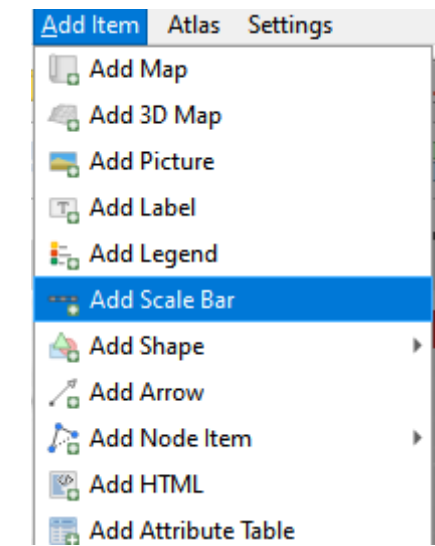 Add Item Atlas Settings
Add Map
Add 3D Map
Add Picture
Add Label
Add Legend
Add Scale Bar
Add Shape
Add Arrow
Add Node Item
Add HTML
Add Attribute Table